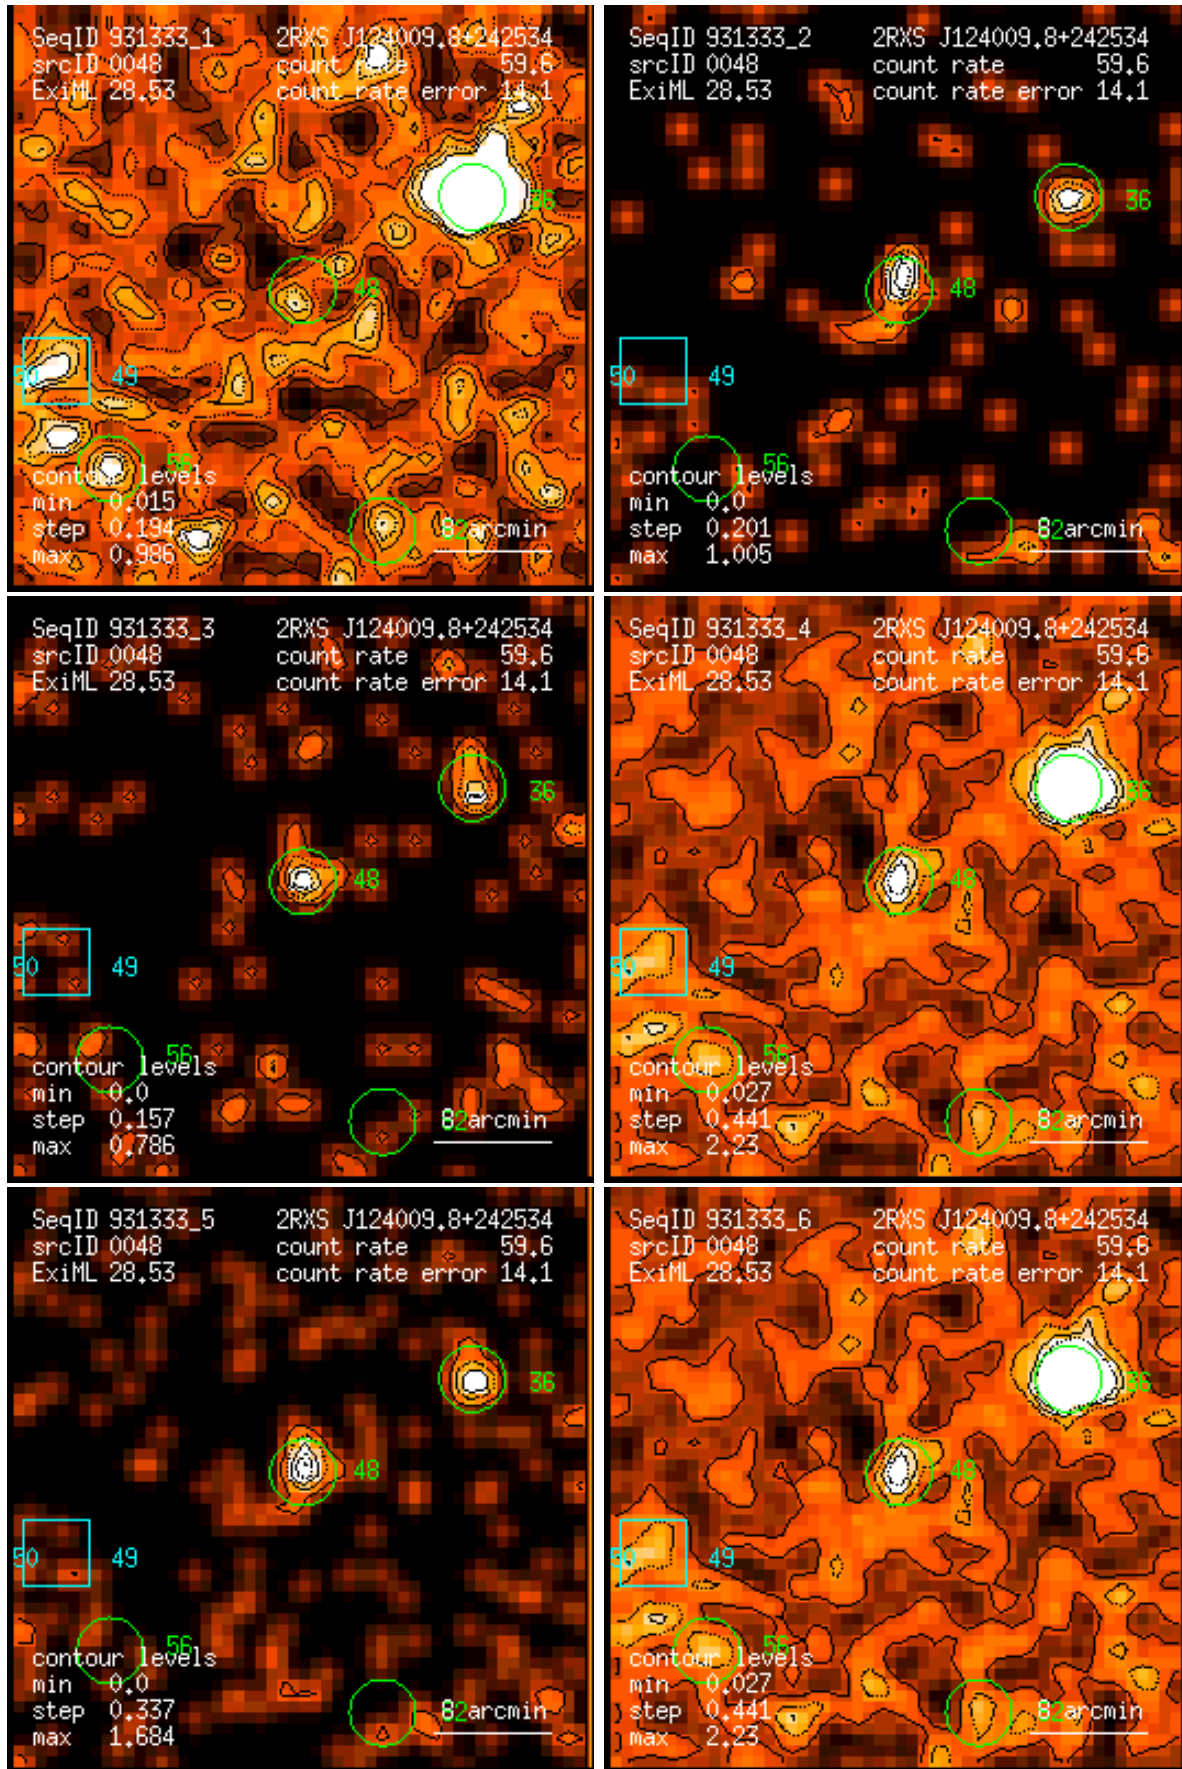 SeqID 931333_1 2RXS J124009.8+242534
srcID 0048 count rate 59.6
ExiML 28.53 count rate error 14.1
36
48
50 49
56
contour levels
min 0.015
step 0.194 82arcmin
max 0.986
SeqID 931333_2 2RXS J124009.8+242534
srcID 0048 count rate 59.6
ExiML 28.53 count rate error 14.1
36
48
50 49
56
contour levels
min 0.0
step 0.201 82arcmin
max 1.005
SeqID 931333_3 2RXS J124009.8+242534
srcID 0048 count rate 59.6
ExiML 28.53 count rate error 14.1
36
48
50 49
56
contour levels
min 0.0
step 0.157 82arcmin
max 0.786
SeqID 931333_4 2RXS J124009.8+242534
srcID 0048 count rate 59.6
ExiML 28.53 count rate error 14.1
36
48
50 49
56
contour levels
min 0.027
step 0.441 82arcmin
max 2.23
SeqID 931333_5 2RXS J124009.8+242534
srcID 0048 count rate 59.6
ExiML 28.53 count rate error 14.1
36
48
50 49
56
contour levels
min 0.0
step 0.337 82arcmin
max 1.684
SeqID 931333_6 2RXS J124009.8+242534
srcID 0048 count rate 59.6
ExiML 28.53 count rate error 14.1
36
48
50 49
56
contour levels
min 0.027
step 0.441 82arcmin
max 2.23